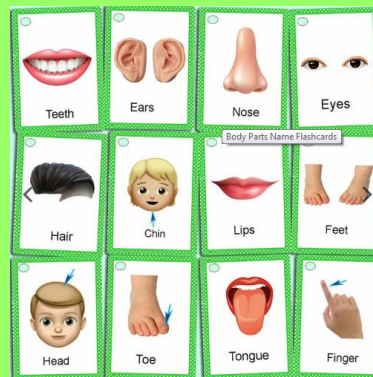 Teeth
Ears
Nose
Eyes
Body Parts Name Flashcards
Hair
Chin
Lips
Feet
Head
Toe
Tongue
Finger